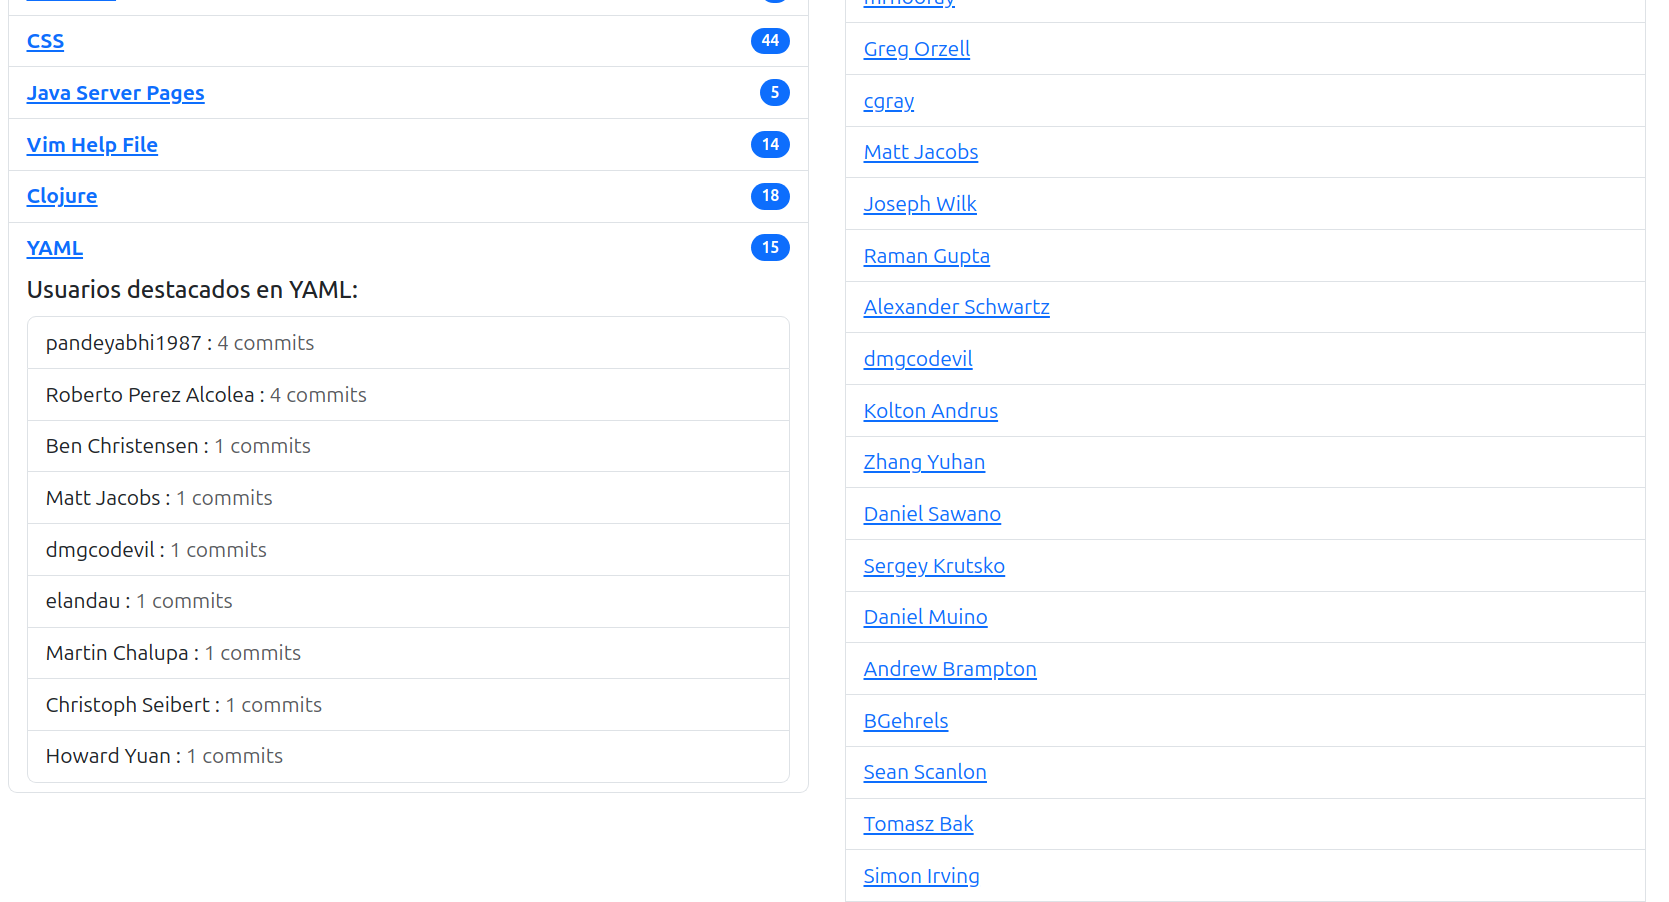 CSS 44
Java Server Pages 5
Vim Help File 14
Clojure 18
YAML 15
Usuarios destacados en YAML:
pandeyabhi1987 : 4 commits
Roberto Perez Alcolea : 4 commits
Ben Christensen : 1 commits
Matt Jacobs : 1 commits
dmgcodevil : 1 commits
elandau : 1 commits
Martin Chalupa : 1 commits
Christoph Seibert : 1 commits
Howard Yuan : 1 commits
Greg Orzell
cgray
Matt Jacobs
Joseph Wilk
Raman Gupta
Alexander Schwartz
dmgcodevil
Kolton Andrus
Zhang Yuhan
Daniel Sawano
Sergey Krutsko
Daniel Muino
Andrew Brampton
BGehrels
Sean Scanlon
Tomasz Bak
Simon Irving